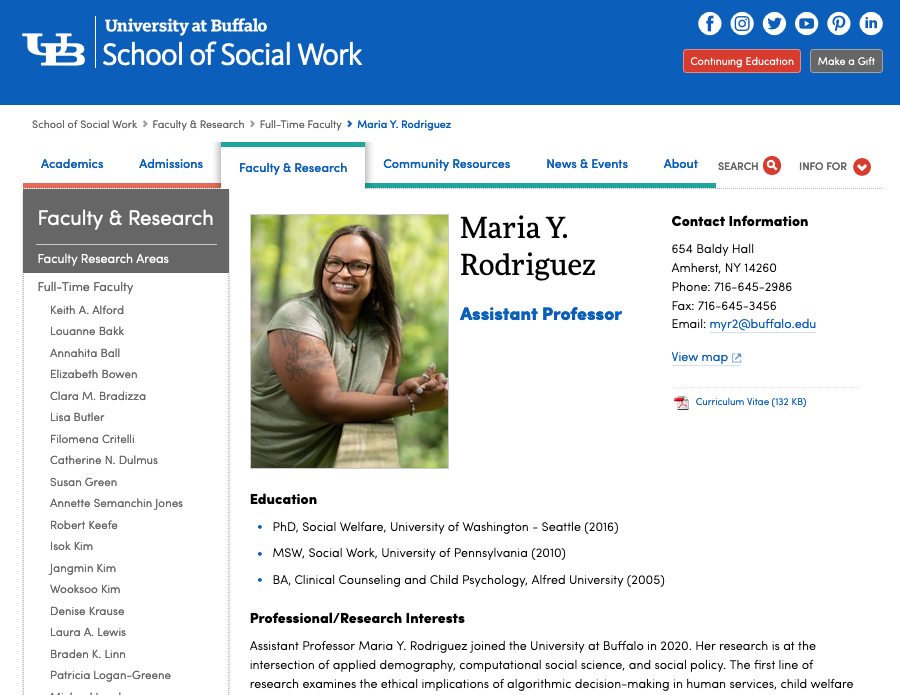 University at Buffalo
School of Social Work
Continuing Education
Make a Gift
School of Social Work > Faculty & Research > Full-Time Faculty > Maria Y. Rodriguez
Academics
Admissions
Faculty & Research
Community Resources
News & Events
About
SEARCH
INFO FOR
Faculty & Research
Faculty Research Areas
Full-Time Faculty
Keith A. Alford
Louanne Bakk
Annahita Ball
Elizabeth Bowen
Clara M. Bradizza
Lisa Butler
Filomena Critelli
Catherine N. Dulmus
Susan Green
Annette Semanchin Jones
Robert Keefe
Isok Kim
Jangmin Kim
Wooksoo Kim
Denise Krause
Laura A. Lewis
Braden K. Linn
Patricia Logan-Greene
Maria Y.
Rodriguez
Assistant Professor
Contact Information
654 Baldy Hall
Amherst, NY 14260
Phone: 716-645-2986
Fax: 716-645-3456
Email: myr2@buffalo.edu
View map
Curriculum Vitae (132 KB)
Education
• PhD, Social Welfare, University of Washington - Seattle (2016)
• MSW, Social Work, University of Pennsylvania (2010)
• BA, Clinical Counseling and Child Psychology, Alfred University (2005)
Professional/Research Interests
Assistant Professor Maria Y. Rodriguez joined the University at Buffalo in 2020. Her research is at the
intersection of applied demography, computational social science, and social policy. The first line of
research examines the ethical implications of algorithmic decision-making in human services, child welfare